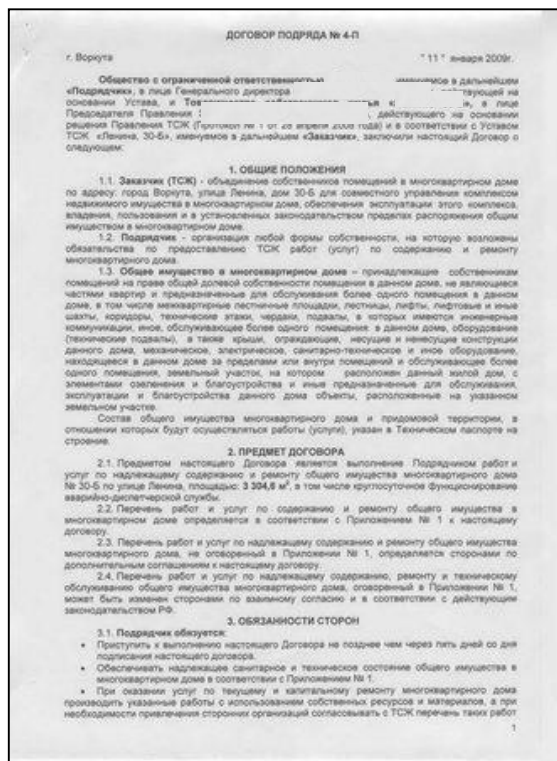 ДОГОВОР ПОДРЯДА № 4-П
г. Воркута " 11 " января 2009г.
Общество с ограниченной ответственностью именуемое в дальнейшем
«Подрядчик», в лице Генерального директора действующей на
основании Устава, и в лице
Председателя Правления действующего на основании
решения Правления ТСЖ (Протокол № 1 от 28 апреля 2008 года) и в соответствии с Уставом
ТСЖ «Ленина, 30-Б», именуемое в дальнейшем «Заказчик», заключили настоящий Договор о
следующем:
1. ОБЩИЕ ПОЛОЖЕНИЯ
1.1. Заказчик (ТСЖ) - объединение собственников помещений в многоквартирном доме
по адресу: город Воркута, улица Ленина, дом 30-Б для совместного управления комплексом
недвижимого имущества в многоквартирном доме, обеспечения эксплуатации этого комплекса,
владения, пользования и в установленных законодательством пределах распоряжения общим
имуществом в многоквартирном доме.
1.2. Подрядчик - организация любой формы собственности, на которую возложены
обязательства по предоставлению ТСЖ работ (услуг) по содержанию и ремонту
многоквартирного дома.
1.3. Общее имущество в многоквартирном доме – принадлежащие собственникам
помещений на праве общей долевой собственности помещения в данном доме, не являющиеся
частями квартир и предназначенные для обслуживания более одного помещения в данном
доме, в том числе межквартирные лестничные площадки, лестницы, лифты, лифтовые и иные
шахты, коридоры, технические этажи, чердаки, подвалы, в которых имеются инженерные
коммуникации, иное, обслуживающее более одного помещения в данном доме, оборудование
(технические подвалы), а также крыши, ограждающие, несущие и ненесущие конструкции
данного дома, механическое, электрическое, санитарно-техническое и иное оборудование,
находящееся в данном доме за пределами или внутри помещений и обслуживающее более
одного помещения, земельный участок, на котором расположен данный жилой дом, с
элементами озеленения и благоустройства и иные предназначенные для обслуживания,
эксплуатации и благоустройства данного дома объекты, расположенные на указанном
земельном участке.
Состав общего имущества многоквартирного дома и придомовой территории, в
отношении которых будут осуществляться работы (услуги), указан в Техническом паспорте на
строение.
2. ПРЕДМЕТ ДОГОВОРА
2.1. Предметом настоящего Договора является выполнение Подрядчиком работ и
услуг по надлежащему содержанию и ремонту общего имущества многоквартирного дома
№ 30-Б по улице Ленина, площадью: 3 304,6 м², в том числе круглосуточное функционирование
аварийно-диспетчерской службы.
2.2. Перечень работ и услуг по содержанию и ремонту общего имущества в
многоквартирном доме определяется в соответствии с Приложением № 1 к настоящему
договору.
2.3. Перечень работ и услуг по надлежащему содержанию и ремонту общего имущества
многоквартирного дома, не оговоренный в Приложении № 1, определяется сторонами по
дополнительным соглашениям к настоящему договору.
2.4. Перечень работ и услуг по надлежащему содержанию, ремонту и техническому
обслуживанию общего имущества многоквартирного дома, оговоренный в Приложении № 1,
может быть изменен сторонами по взаимному согласию и в соответствии с действующим
законодательством РФ.
3. ОБЯЗАННОСТИ СТОРОН
3.1. Подрядчик обязуется:
• Приступить к выполнению настоящего Договора не позднее чем через пять дней со дня
подписания настоящего договора.
• Обеспечивать надлежащее санитарное и техническое состояние общего имущества в
многоквартирном доме в соответствии с Приложением № 1.
• При оказании услуг по текущему и капитальному ремонту многоквартирного дома
производить указанные работы с использованием собственных ресурсов и материалов, а при
необходимости привлечения сторонних организаций согласовывать с ТСЖ перечень таких работ
1